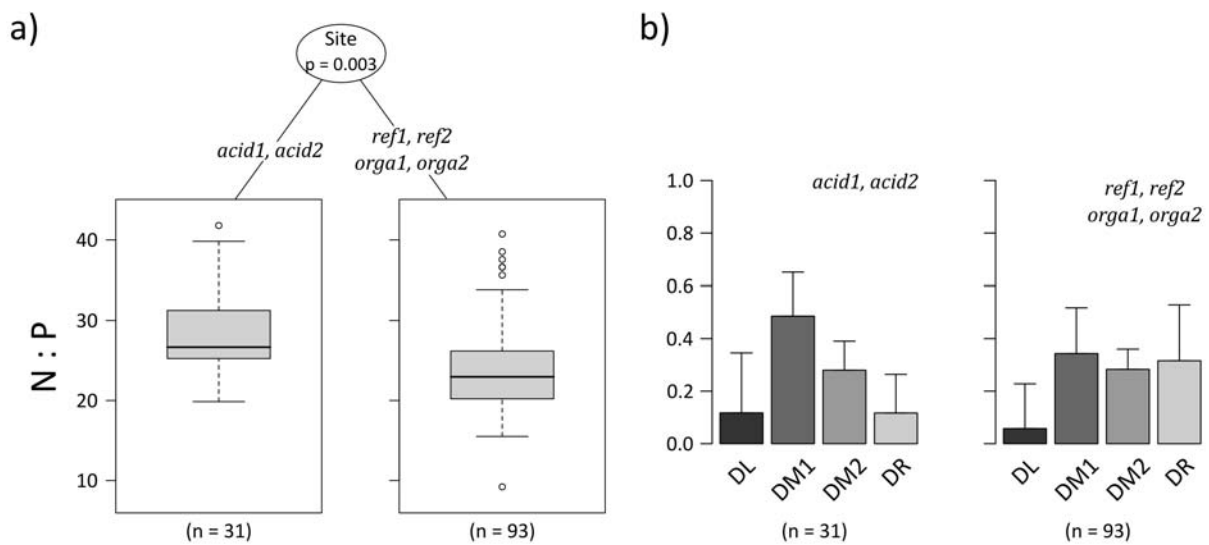 a)
Site
p = 0.003
acid1, acid2
ref1, ref2
orga1, orga2
N : P
40
30
20
10
(n = 31)
(n = 93)
b)
acid1, acid2
ref1, ref2
orga1, orga2
1.0
0.8
0.6
0.4
0.2
0.0
DL
DM1
DM2
DR
DL
DM1
DM2
DR
(n = 31)
(n = 93)